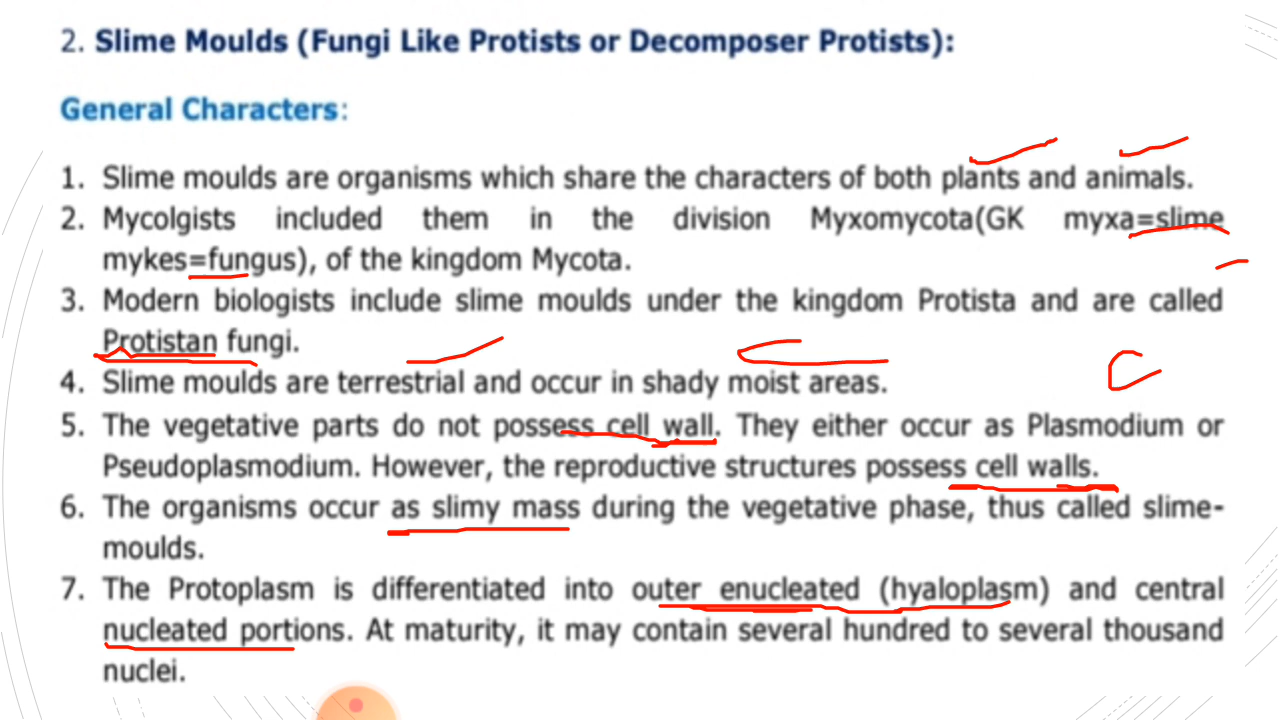 2. Slime Moulds (Fungi Like Protists or Decomposer Protists):
General Characters:
1. Slime moulds are organisms which share the characters of both plants and animals.
2. Mycolgists included them in the division Myxomycota(GK myxa=slime
mykes=fungus), of the kingdom Mycota.
3. Modern biologists include slime moulds under the kingdom Protista and are called
Protistan fungi.
4. Slime moulds are terrestrial and occur in shady moist areas.
5. The vegetative parts do not possess cell wall. They either occur as Plasmodium or
Pseudoplasmodium. However, the reproductive structures possess cell walls.
6. The organisms occur as slimy mass during the vegetative phase, thus called slime-
moulds.
7. The Protoplasm is differentiated into outer enucleated (hyaloplasm) and central
nucleated portions. At maturity, it may contain several hundred to several thousand
nuclei.